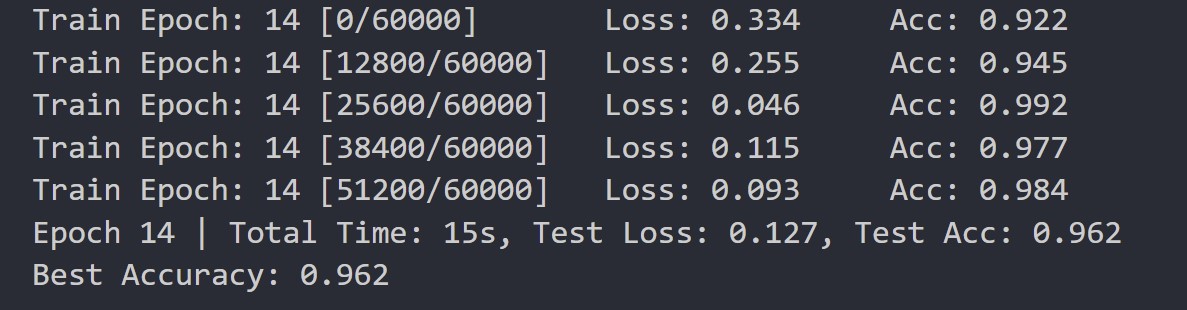 Train Epoch: 14 [0/60000]	Loss: 0.334	Acc: 0.922
Train Epoch: 14 [12800/60000]	Loss: 0.255	Acc: 0.945
Train Epoch: 14 [25600/60000]	Loss: 0.046	Acc: 0.992
Train Epoch: 14 [38400/60000]	Loss: 0.115	Acc: 0.977
Train Epoch: 14 [51200/60000]	Loss: 0.093	Acc: 0.984
Epoch 14 | Total Time: 15s, Test Loss: 0.127, Test Acc: 0.962
Best Accuracy: 0.962